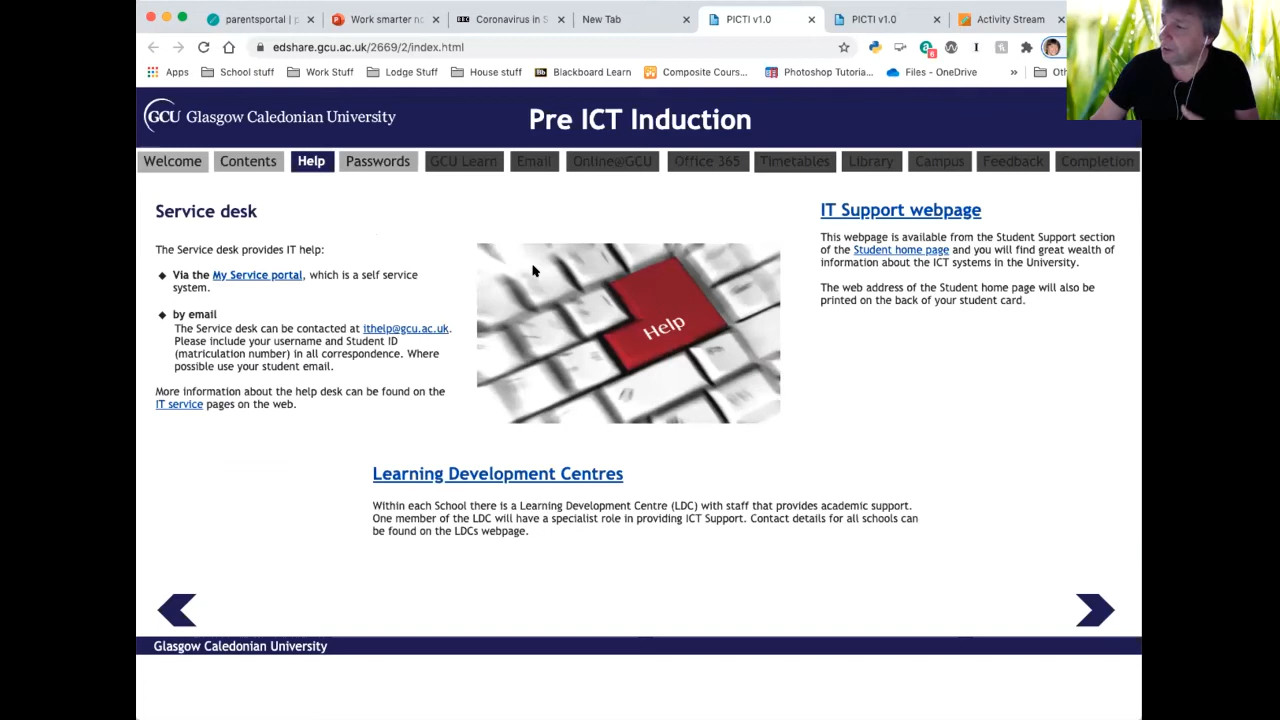 parentsportal | p
Work smarter no
Coronavirus in S
New Tab
PICTI v1.0
PICTI v1.0
Activity Stream
edshare.gcu.ac.uk/2669/2/index.html
Apps
School stuff
Work Stuff
Lodge Stuff
House stuff
Bb
Blackboard Learn
Composite Cour...
Photoshop Tutoria...
Files - OneDrive
»
GCU Glasgow Caledonian University
Pre ICT Induction
Welcome
Contents
Help
Passwords
GCU Learn
Email
Online@GCU
Office 365
Timetables
Library
Campus
Feedback
Completion
Service desk
The Service desk provides IT help:
◆ Via the My Service portal, which is a self service
system.
◆ by email
The Service desk can be contacted at ithelp@gcu.ac.uk.
Please include your username and Student ID
(matriculation number) in all correspondence. Where
possible use your student email.
More information about the help desk can be found on the
IT service pages on the web.
Help
IT Support webpage
This webpage is available from the Student Support section
of the Student home page and you will find great wealth of
information about the ICT systems in the University.
The web address of the Student home page will also be
printed on the back of your student card.
Learning Development Centres
Within each School there is a Learning Development Centre (LDC) with staff that provides academic support.
One member of the LDC will have a specialist role in providing ICT Support. Contact details for all schools can
be found on the LDCs webpage.
Glasgow Caledonian University